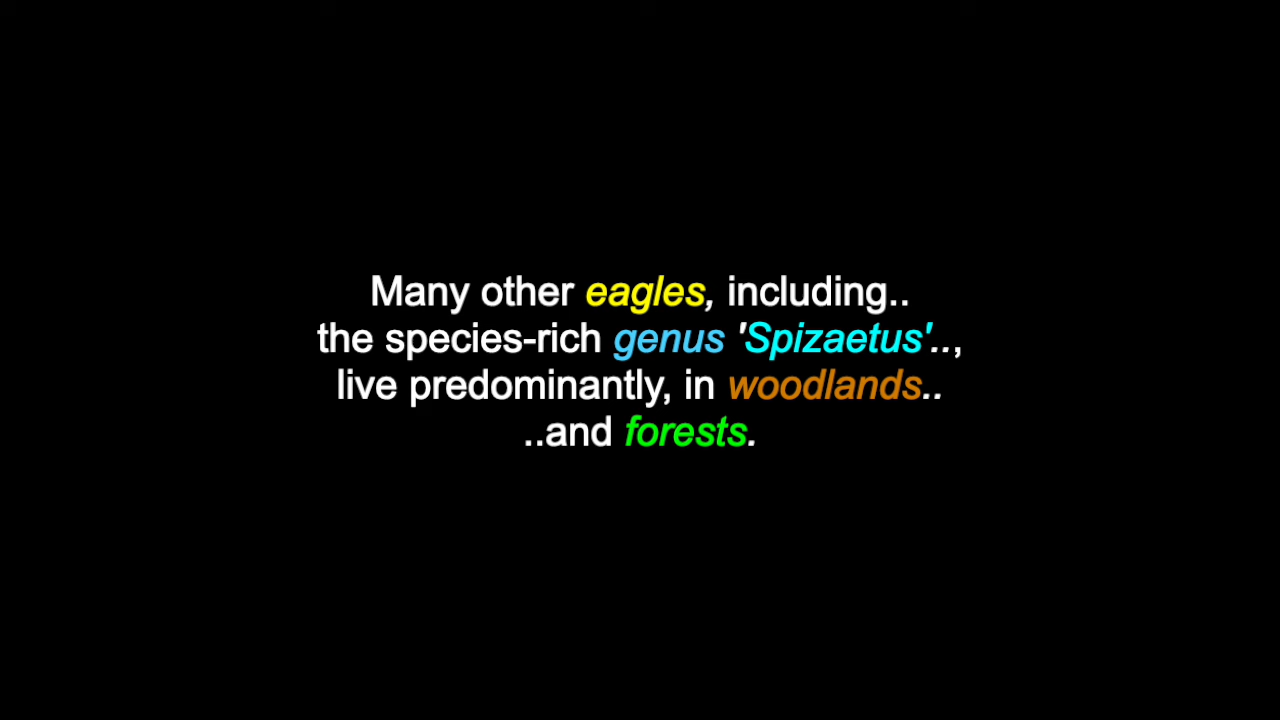 Many other eagles, including..
the species-rich genus 'Spizaetus'..,
live predominantly, in woodlands..
..and forests.